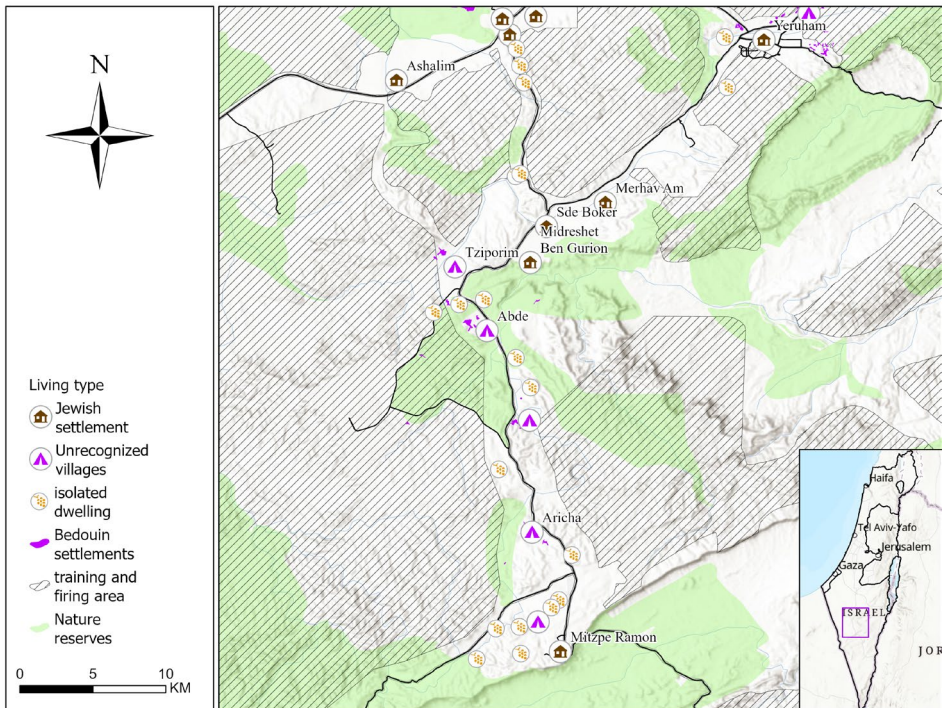 N
Living type
Jewish
settlement
Unrecognized
villages
isolated
dwelling
Bedouin
settlements
training and
firing area
Nature
reserves
0 5 10
KM
Yeruham
Ashalim
Merhav Am
Sde Boker
Midreshet
Ben Gurion
Tziporim
Abde
Aricha
Mitzpe Ramon
Haifa
Tel Aviv-Yafo
Jerusalem
Gaza
ISRAEL
JOR